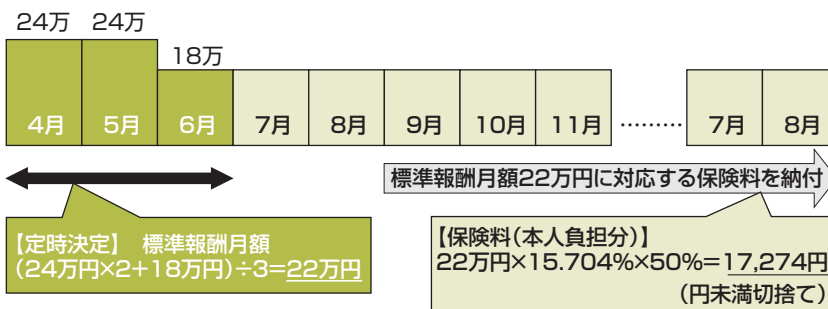 24万 24万
18万
4月 5月 6月 7月 8月 9月 10月 11月 ……… 7月 8月
標準報酬月額22万円に対応する保険料を納付
【定時決定】 標準報酬月額
(24万円×2+18万円)÷3=22万円
【保険料(本人負担分)】
22万円×15.704%×50%=17,274円
(円未満切捨て)